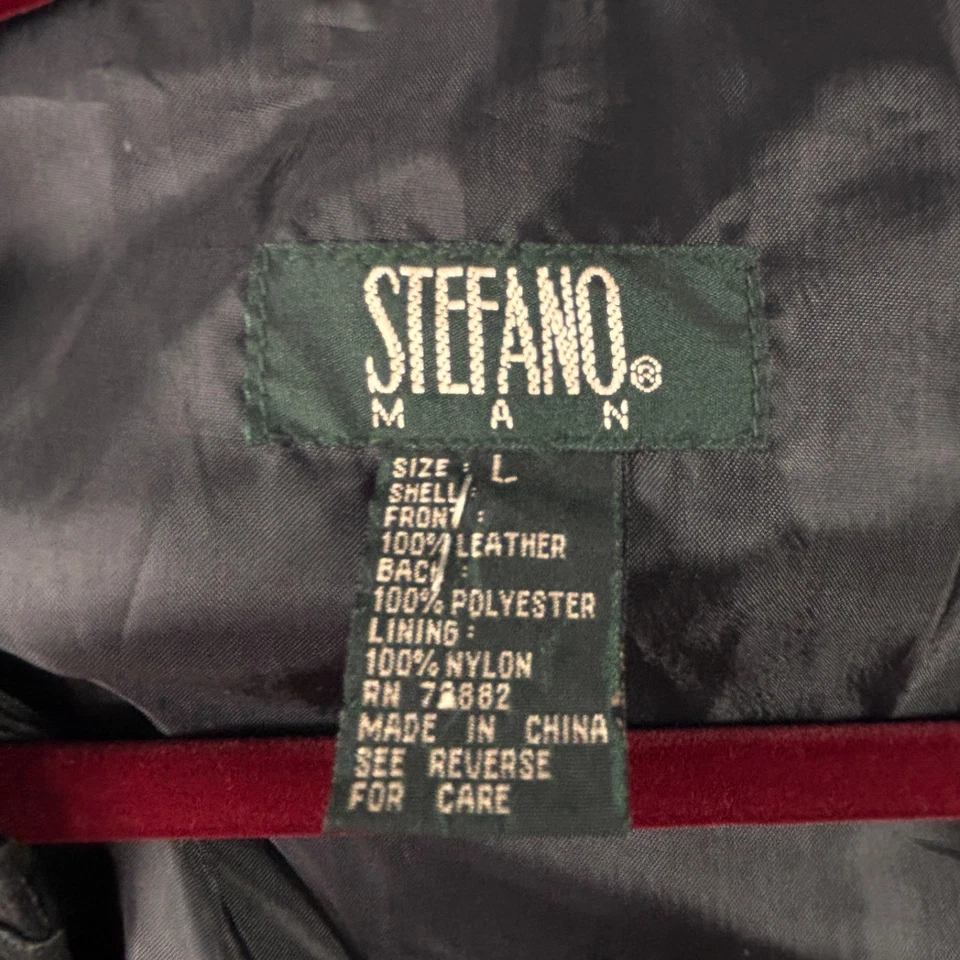 STEFANO®
M A N
SIZE : L
SHELL :
FRONT :
100% LEATHER
BACK :
100% POLYESTER
LINING :
100% NYLON
RN
MADE IN CHINA
SEE REVERSE
FOR CARE